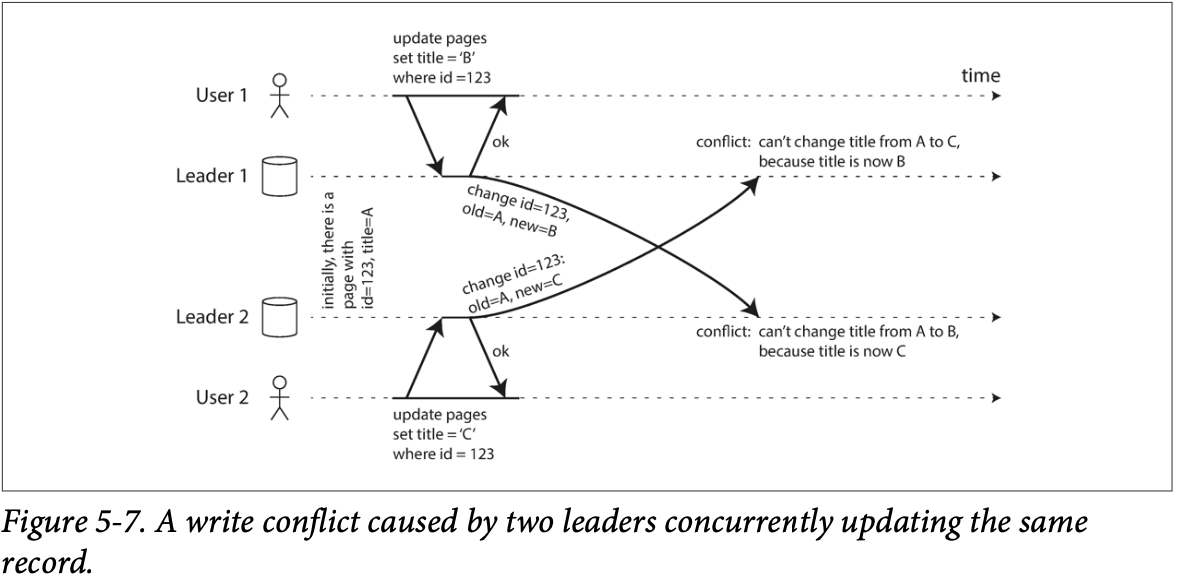 update pages
set title = 'B'
where id =123
time
User 1
ok
conflict: can't change title from A to C,
because title is now B
Leader 1
change id=123,
old=A, new=B
initially, there is a
page with
id=123, title=A
change id=123:
old=A, new=C
Leader 2
conflict: can't change title from A to B,
because title is now C
ok
User 2
update pages
set title = 'C'
where id = 123
Figure 5-7. A write conflict caused by two leaders concurrently updating the same
record.